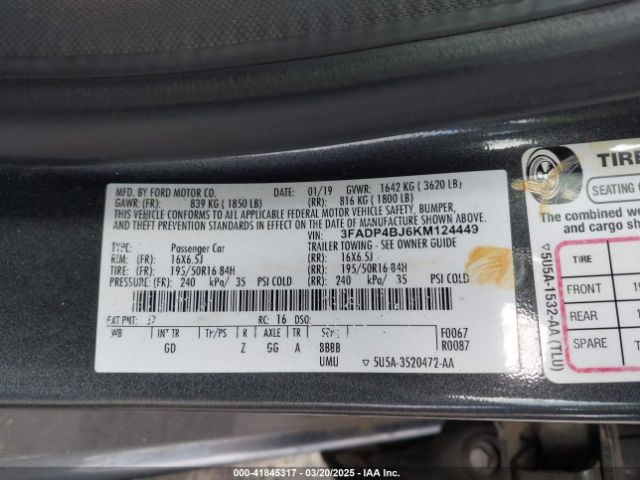 MFD. BY FORD MOTOR CO.
DATE: 01/19 GVWR: 1642 KG ( 3620 LB)
GAWR: (FR): 839 KG ( 1850 LB) (RR): 816 KG ( 1800 LB)
THIS VEHICLE CONFORMS TO ALL APPLICABLE FEDERAL MOTOR VEHICLE SAFETY, BUMPER,
AND THEFT PREVENTION STANDARDS IN EFFECT ON THE DATE OF MANUFACTURE SHOWN ABOVE.
VIN: 3FADP4BJ6KM124449
TYPE: Passenger Car TRAILER TOWING - SEE OWNER GUIDE
RIM: (FR) 16X6.5J (RR): 16X6.5J
TIRE: (FR) 195/50R16 84H (RR): 195/50R16 84H
PRESSURE: (FR) 240 kPa/ 35 PSI COLD (RR): 240 kPa/ 35 PSI COLD
EXT PNT: RC: 16 DSO:
WB INT TR TP/PS R AXLE TR F0067
GD Z GG A 8BBB R0087
UMU ▽ 5U5A-3520472-AA
TIRE
SEATING
The combined
and cargo sh
TIRE
FRONT
REAR
SPARE
▽ 5U5A-1532-AA (TLU)
© - 41845317 - 03/20/2025 - IAA Inc.